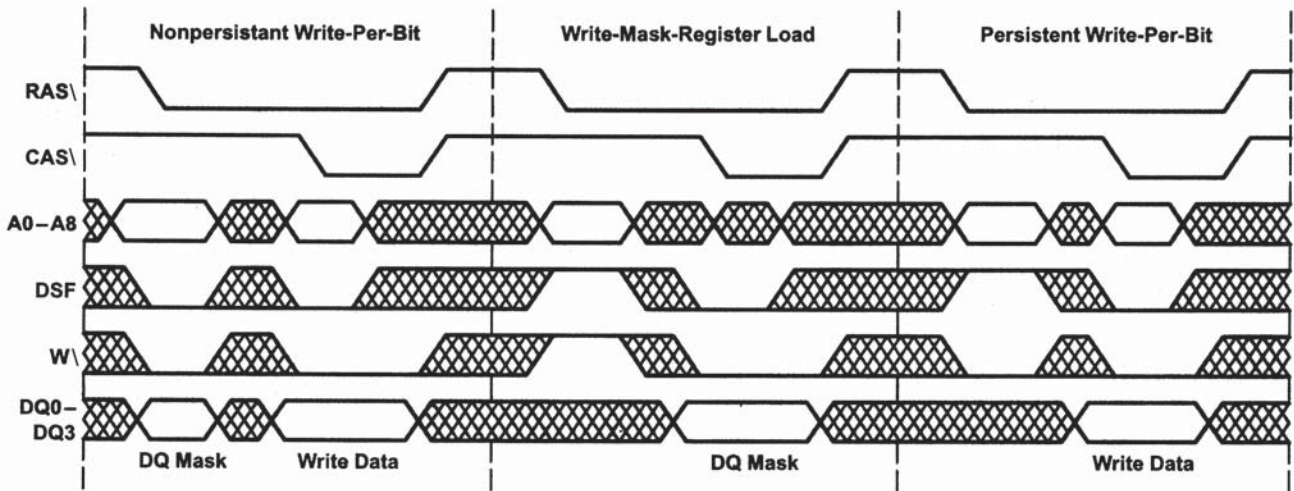 Nonpersistant Write-Per-Bit
Write-Mask-Register Load
Persistent Write-Per-Bit
RAS\
CAS\
A0–A8
DSF
W\
DQ0–
DQ3
DQ Mask
Write Data
DQ Mask
Write Data